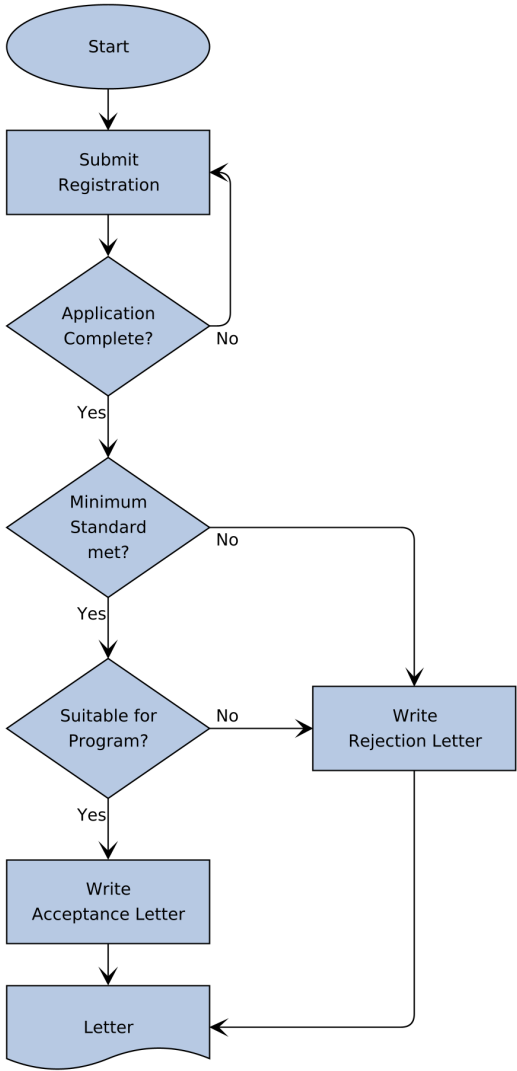 Start
Submit
Registration
Application
Complete?
No
Yes
Minimum
Standard
met?
No
Yes
Suitable for
Program?
No
Write
Rejection Letter
Yes
Write
Acceptance Letter
Letter